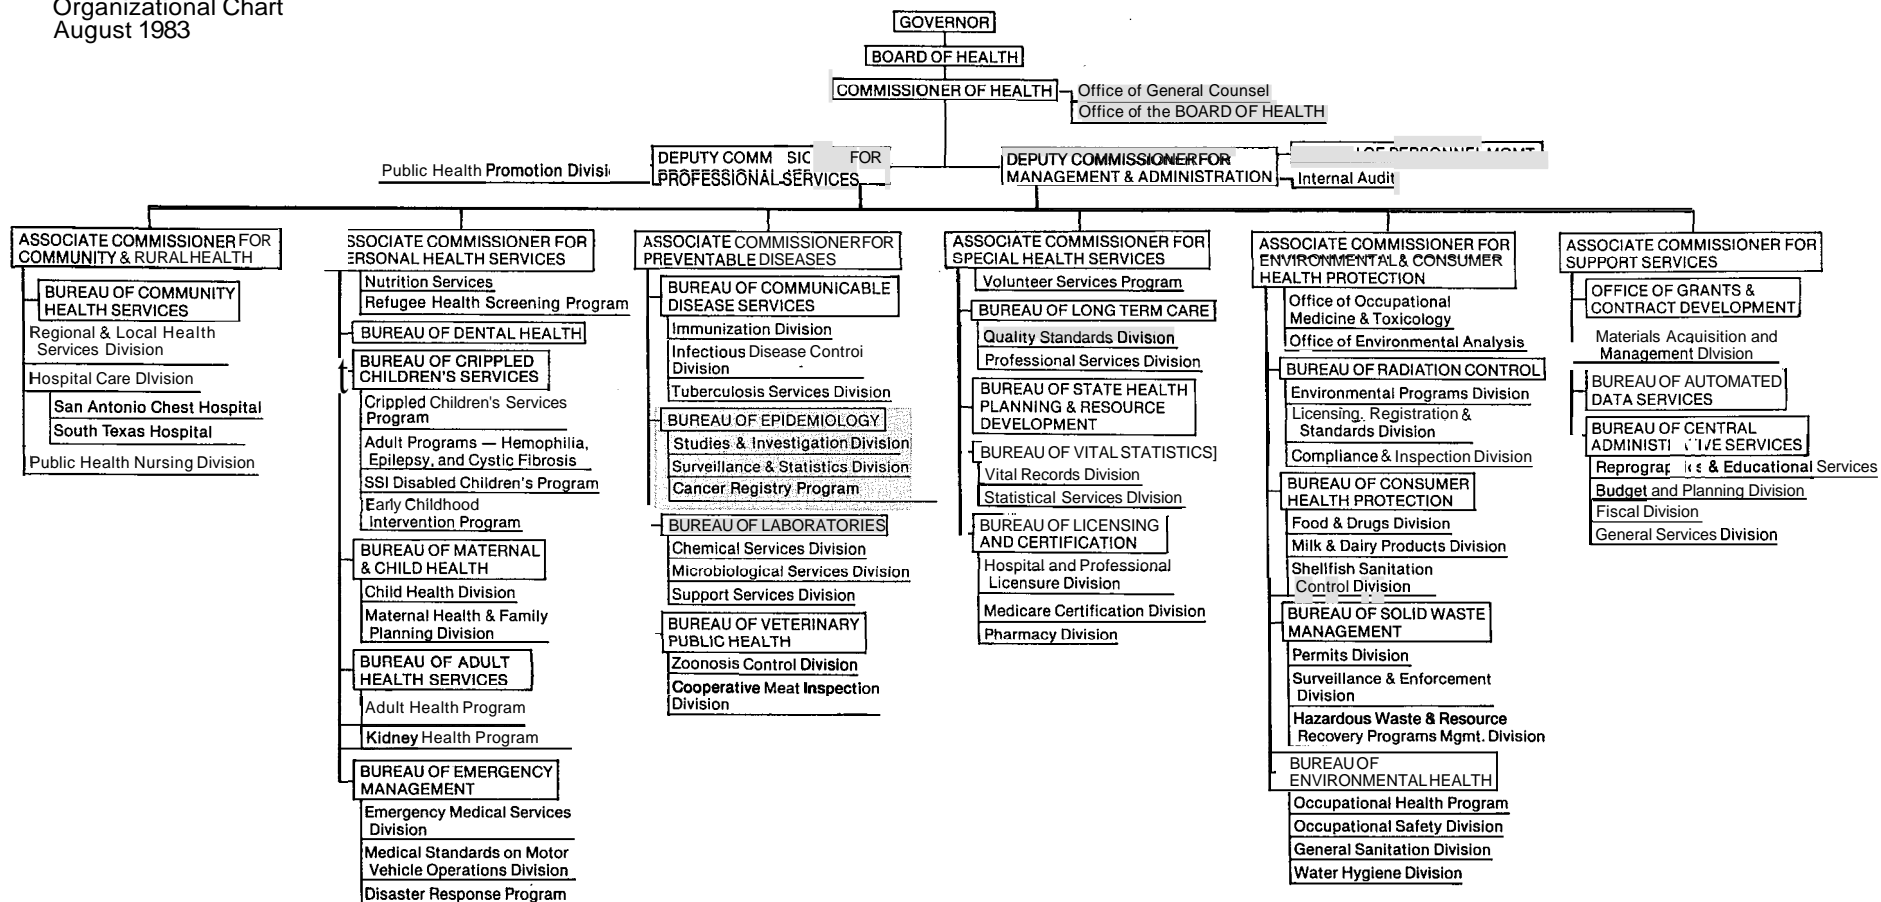 Organizational Chart
August 1983
GOVERNOR
BOARD OF HEALTH
COMMISSIONER OF HEALTH
Office of General Counsel
Office of the BOARD OF HEALTH
Public Health Promotion Divisi
DEPUTY COMM SIC FOR
PROFESSIONAL SERVICES
DEPUTY COMMISSIONER FOR
MANAGEMENT & ADMINISTRATION
OF PERSONNEL MGMT
Internal Audit
ASSOCIATE COMMISSIONER FOR
COMMUNITY & RURAL HEALTH
BUREAU OF COMMUNITY
HEALTH SERVICES
Regional & Local Health
Services Division
Hospital Care Division
San Antonio Chest Hospital
South Texas Hospital
Public Health Nursing Division
SSOCIATE COMMISSIONER FOR
ERSONAL HEALTH SERVICES
Nutrition Services
Refugee Health Screening Program
BUREAU OF DENTAL HEALTH
BUREAU OF CRIPPLED
CHILDREN'S SERVICES
Crippled Children's Services
Program
Adult Programs — Hemophilia,
Epilepsy, and Cystic Fibrosis
SSI Disabled Children's Program
Early Childhood
Intervention Program
BUREAU OF MATERNAL
& CHILD HEALTH
Child Health Division
Maternal Health & Family
Planning Division
BUREAU OF ADULT
HEALTH SERVICES
Adult Health Program
Kidney Health Program
BUREAU OF EMERGENCY
MANAGEMENT
Emergency Medical Services
Division
Medical Standards on Motor
Vehicle Operations Division
Disaster Response Program
ASSOCIATE COMMISSIONER FOR
PREVENTABLE DISEASES
BUREAU OF COMMUNICABLE
DISEASE SERVICES
Immunization Division
Infectious Disease Controi
Division
Tuberculosis Services Division
BUREAU OF EPIDEMIOLOGY
Studies & Investigation Division
Surveillance & Statistics Division
Cancer Registry Program
BUREAU OF LABORATORIES
Chemical Services Division
Microbiological Services Division
Support Services Division
BUREAU OF VETERINARY
PUBLIC HEALTH
Zoonosis Control Division
Cooperative Meat Inspection
Division
ASSOCIATE COMMISSIONER FOR
SPECIAL HEALTH SERVICES
Volunteer Services Program
BUREAU OF LONG TERM CARE
Quality Standards Division
Professional Services Division
BUREAU OF STATE HEALTH
PLANNING & RESOURCE
DEVELOPMENT
BUREAU OF VITAL STATISTICS]
Vital Records Division
Statistical Services Division
BUREAU OF LICENSING
AND CERTIFICATION
Hospital and Professional
Licensure Division
Medicare Certification Division
Pharmacy Division
ASSOCIATE COMMISSIONER FOR
ENVIRONMENTAL & CONSUMER
HEALTH PROTECTION
Office of Occupational
Medicine & Toxicology
Office of Environmental Analysis
BUREAU OF RADIATION CONTROL
Environmental Programs Division
Licensing. Registration &
Standards Division
Compliance & Inspection Division
BUREAU OF CONSUMER
HEALTH PROTECTION
Food & Drugs Division
Milk & Dairy Products Division
Shellfish Sanitation
Control Division
BUREAU OF SOLID WASTE
MANAGEMENT
Permits Division
Surveillance & Enforcement
Division
Hazardous Waste & Resource
Recovery Programs Mgmt. Division
BUREAU OF
ENVIRONMENTAL HEALTH
Occupational Health Program
Occupational Safety Division
General Sanitation Division
Water Hygiene Division
ASSOCIATE COMMISSIONER FOR
SUPPORT SERVICES
OFFICE OF GRANTS &
CONTRACT DEVELOPMENT
Materials Acquisition and
Management Division
BUREAU OF AUTOMATED
DATA SERVICES
BUREAU OF CENTRAL
ADMINISTI TIVE SERVICES
Reprograp ics & Educational Services
Budget and Planning Division
Fiscal Division
General Services Division